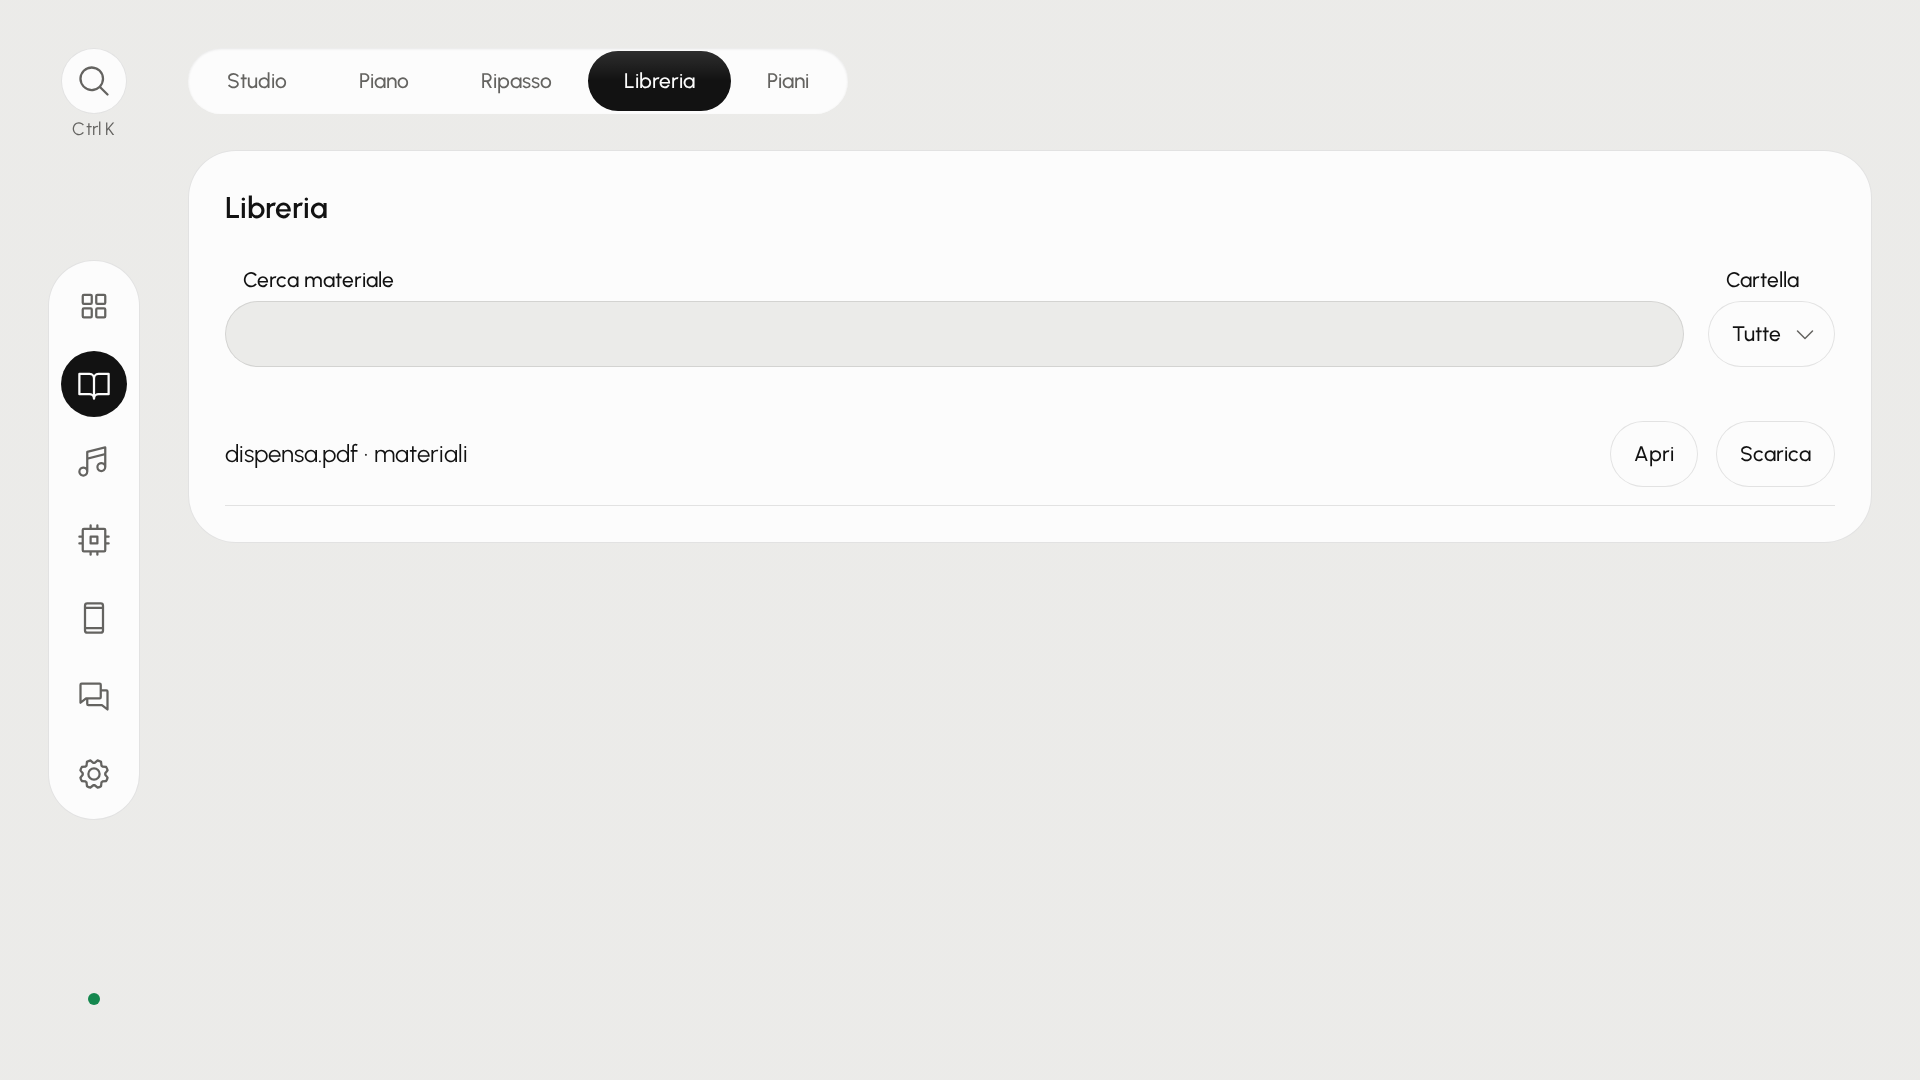 Studio Piano Ripasso Libreria Piani
Ctrl K
Libreria
Cerca materiale
Cartella
Tutte
dispensa.pdf · materiali
Apri
Scarica